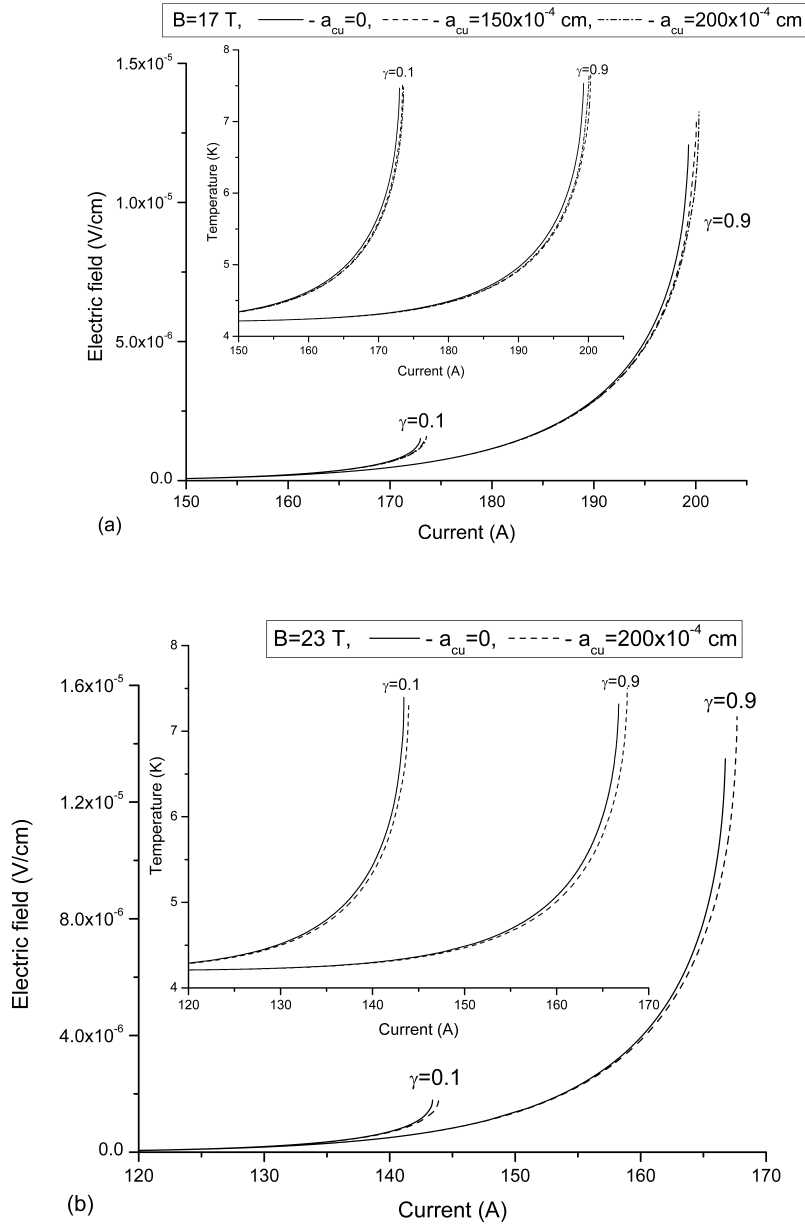 B=17 T, - a_cu=0, - a_cu=150x10^-4 cm, - a_cu=200x10^-4 cm
1.5x10^-5
1.0x10^-5
5.0x10^-6
0.0
Electric field (V/cm)
150 160 170 180 190 200
Current (A)
γ=0.1
γ=0.9
8
7
6
5
4
Temperature (K)
γ=0.1
γ=0.9
150 160 170 180 190 200
Current (A)
(a)
B=23 T, - a_cu=0, - a_cu=200x10^-4 cm
1.6x10^-5
1.2x10^-5
8.0x10^-6
4.0x10^-6
0.0
Electric field (V/cm)
120 130 140 150 160 170
Current (A)
γ=0.1
γ=0.9
8
7
6
5
4
Temperature (K)
γ=0.1
γ=0.9
120 130 140 150 160 170
Current (A)
(b)